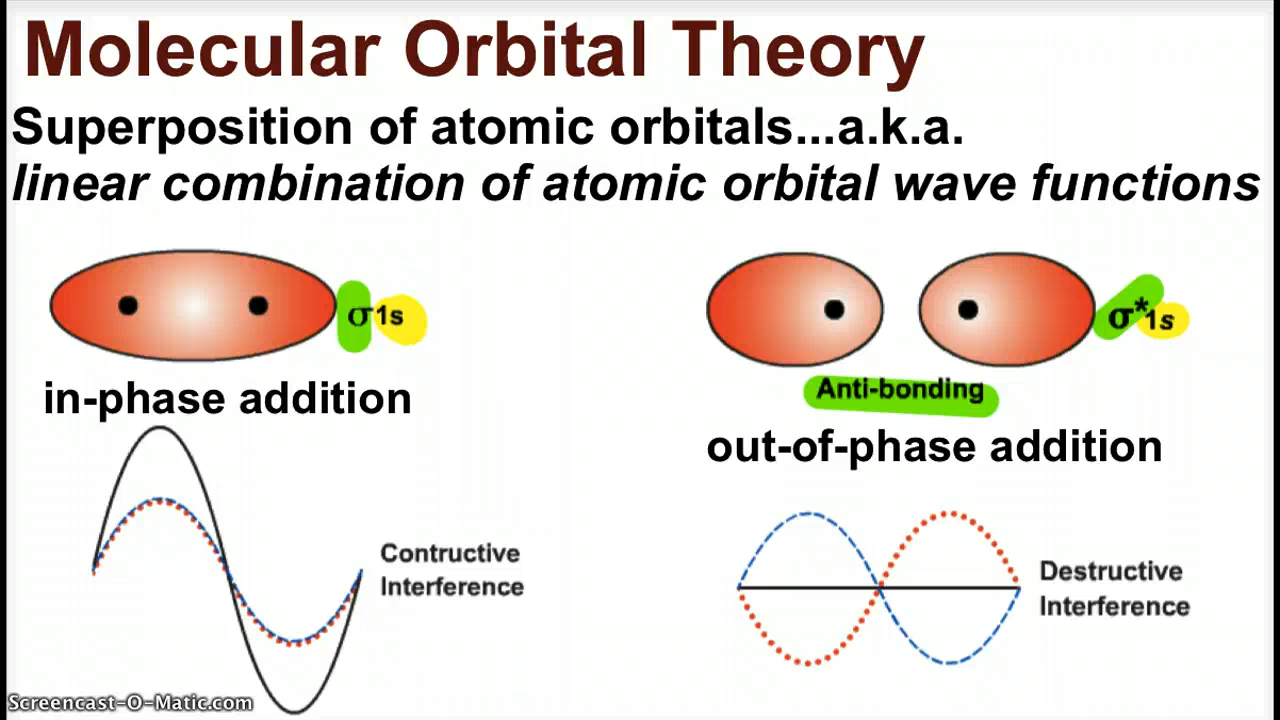 Molecular Orbital Theory
Superposition of atomic orbitals...a.k.a.
linear combination of atomic orbital wave functions
σ1s
σ*1s
in-phase addition
Anti-bonding
out-of-phase addition
Contructive
Interference
Destructive
Interference
Screencast-O-Matic.com